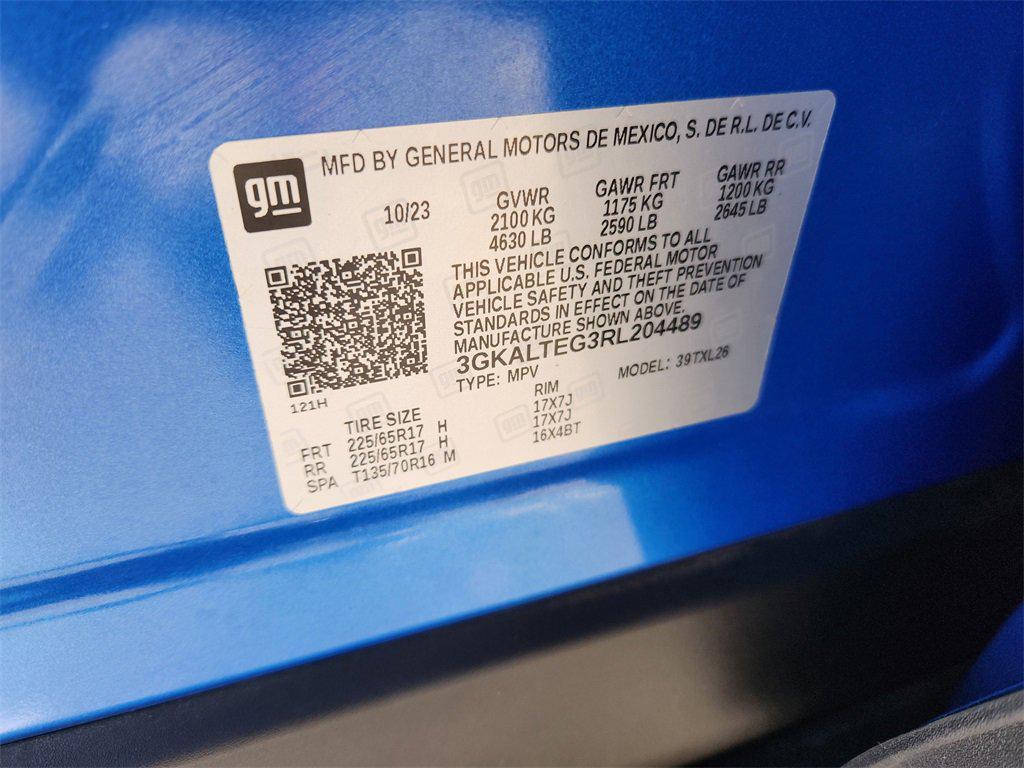 gm
MFD BY GENERAL MOTORS DE MEXICO, S. DE R.L. DE C.V.
10/23
GVWR
2100 KG
4630 LB
GAWR FRT
1175 KG
2590 LB
GAWR RR
1200 KG
2645 LB
THIS VEHICLE CONFORMS TO ALL
APPLICABLE U.S. FEDERAL MOTOR
VEHICLE SAFETY AND THEFT PREVENTION
STANDARDS IN EFFECT ON THE DATE OF
MANUFACTURE SHOWN ABOVE.
3GKALTEG3RL204489
TYPE: MPV MODEL: 39TXL26
121H
TIRE SIZE RIM
FRT 225/65R17 H 17X7J
RR 225/65R17 H 17X7J
SPA T135/70R16 M 16X4BT